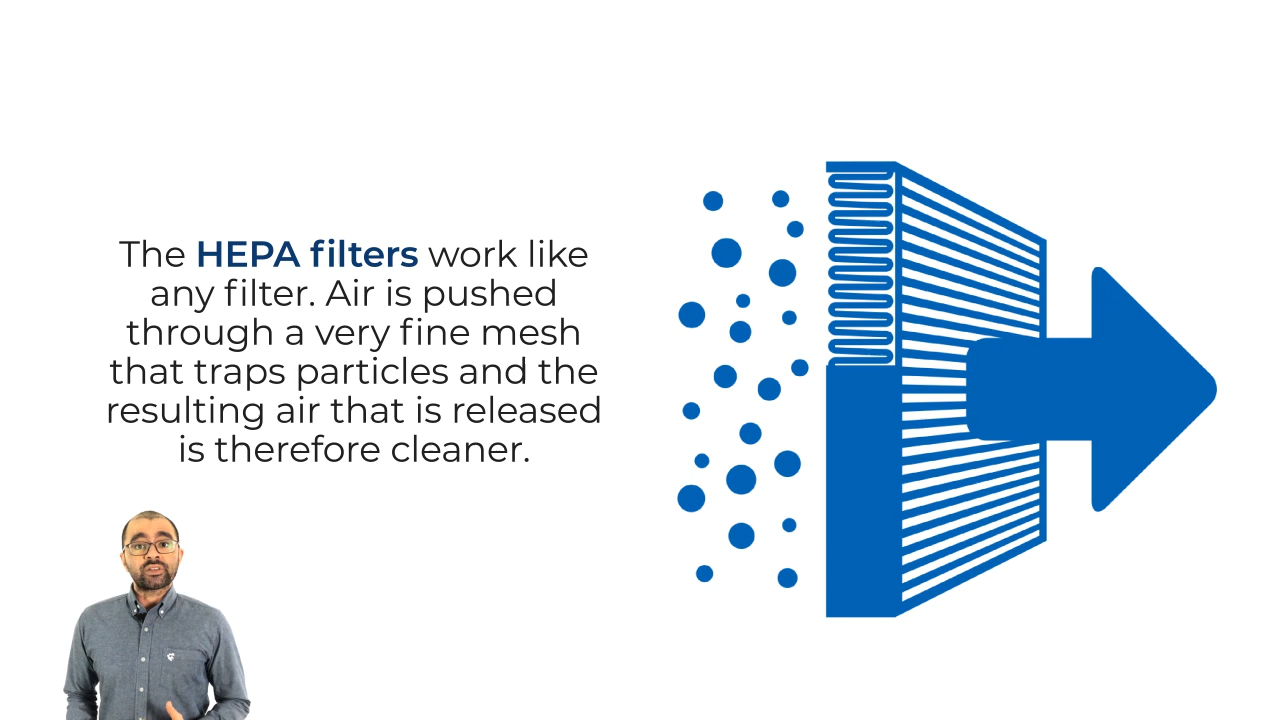 The HEPA filters work like
any filter. Air is pushed
through a very fine mesh
that traps particles and the
resulting air that is released
is therefore cleaner.